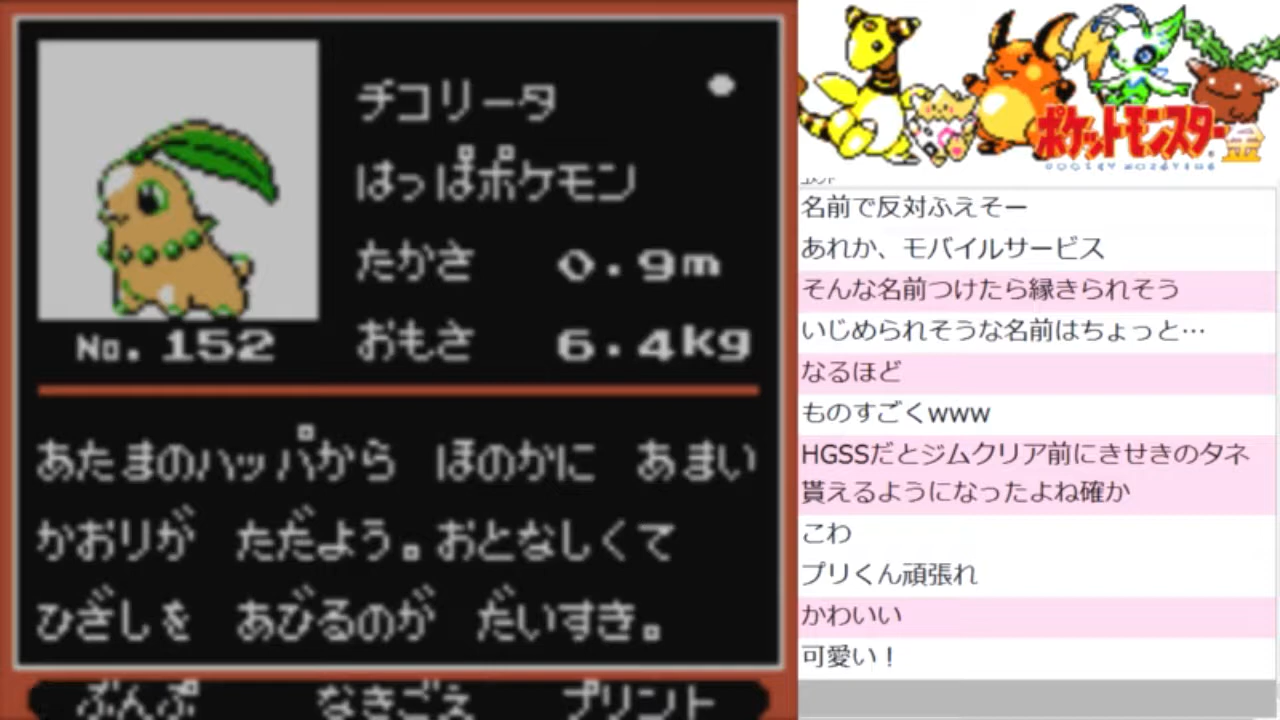 チコリータ
はっぱポケモン
たかさ 0.9m
おもさ 6.4kg
No.152
あたまのハッパから ほのかに あまい
かおりが ただよう。おとなしくて
ひざしを あびるのが だいすき。
ぶんぷ なきごえ プリント
ポケットモンスター金
名前で反対ふえそー
あれか、モバイルサービス
そんな名前つけたら縁きられそう
いじめられそうな名前はちょっと…
なるほど
ものすごくwww
HGSSだとジムクリア前にきせきのタネ
貰えるようになったよね確か
こわ
プリくん頑張れ
かわいい
可愛い！